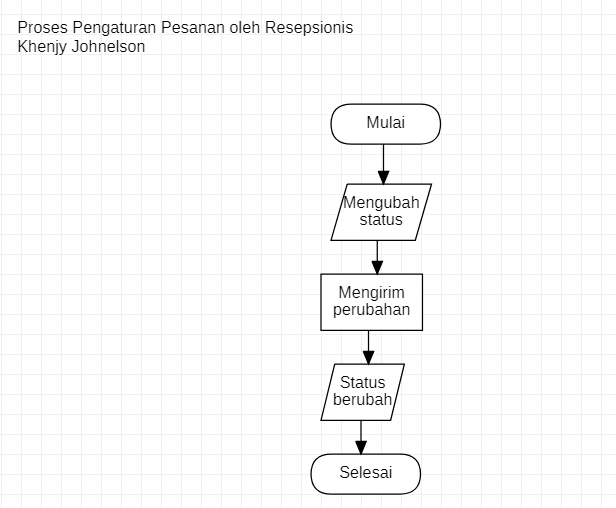 Proses Pengaturan Pesanan oleh Resepsionis
Khenjy Johnelson
Mulai
Mengubah
status
Mengirim
perubahan
Status
berubah
Selesai